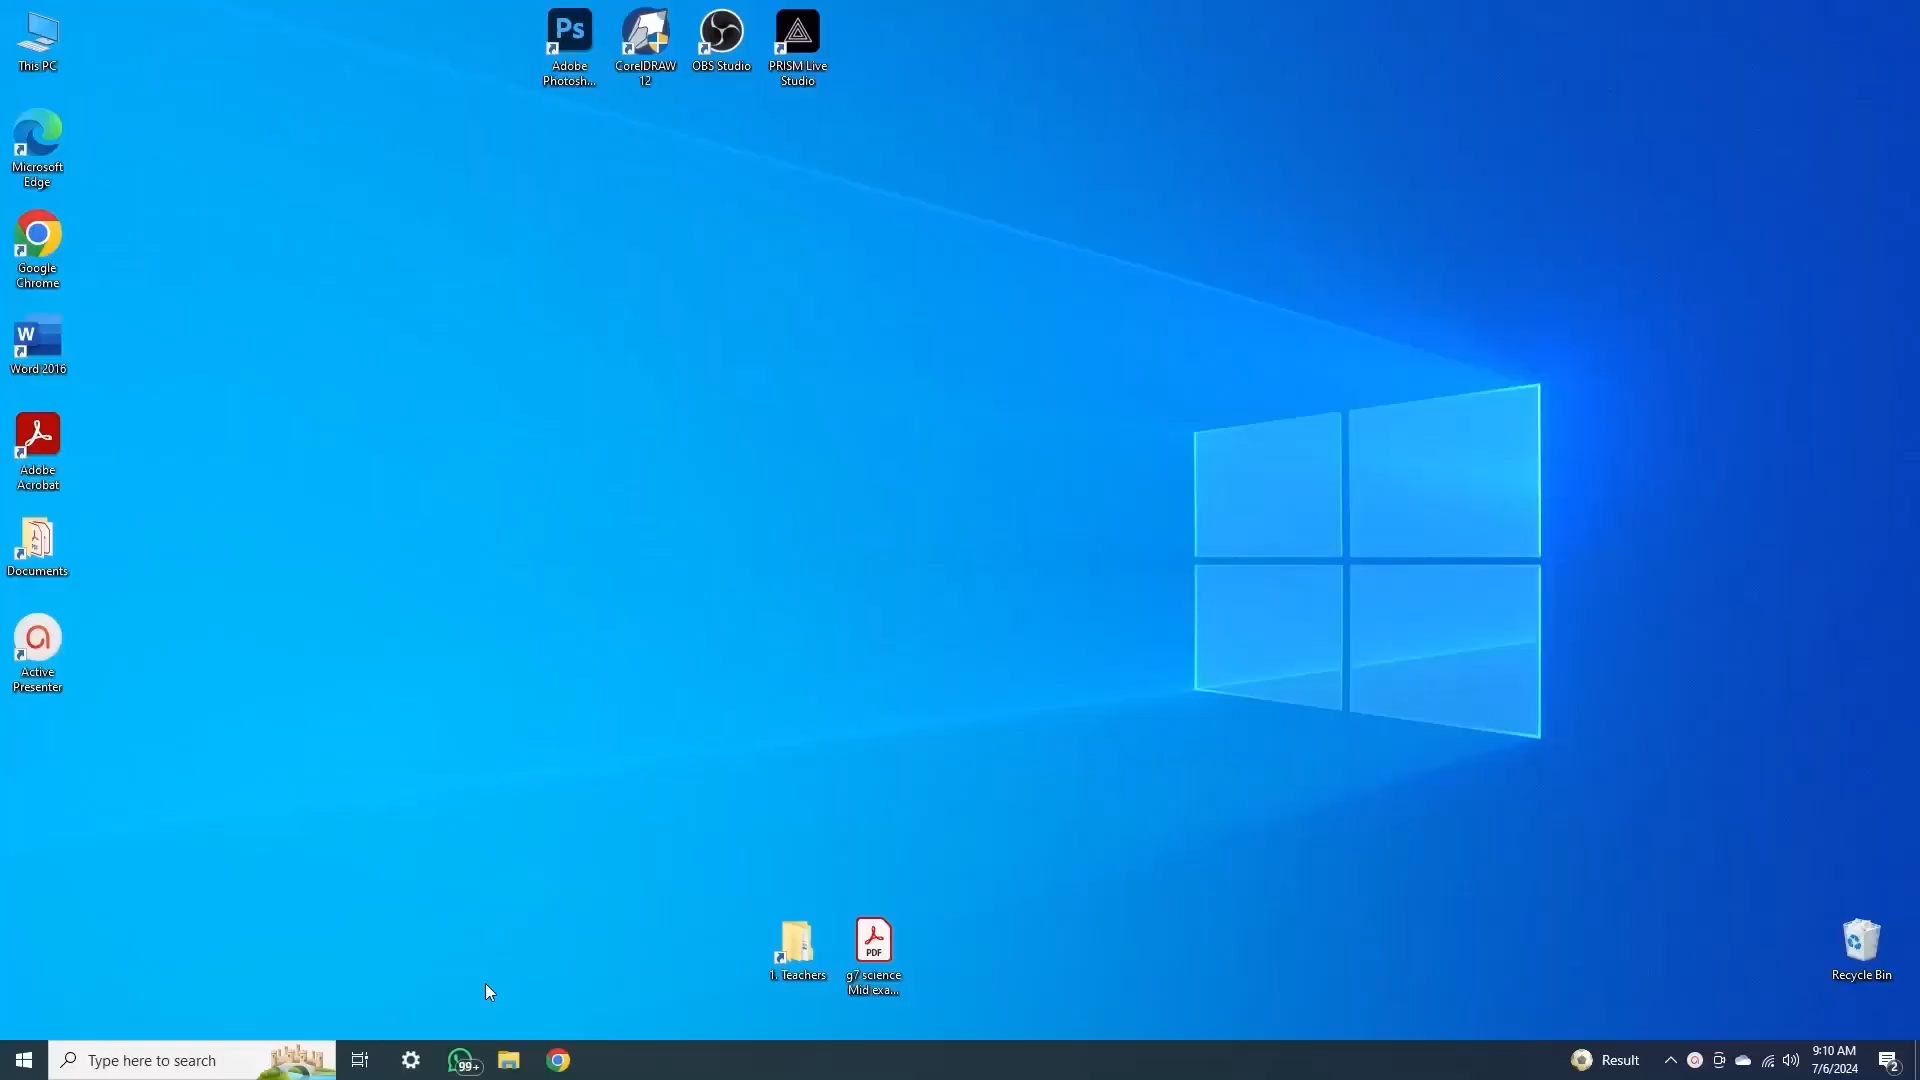 This PC
Microsoft
Edge
Google
Chrome
W
Word 2016
Adobe
Acrobat
Documents
Active
Presenter
Ps
Adobe
Photosh...
CorelDRAW
12
OBS Studio
PRISM Live
Studio
1. Teachers
PDF
g7 science
Mid exa...
Recycle Bin
Type here to search
99+
Result
9:10 AM
7/6/2024
2